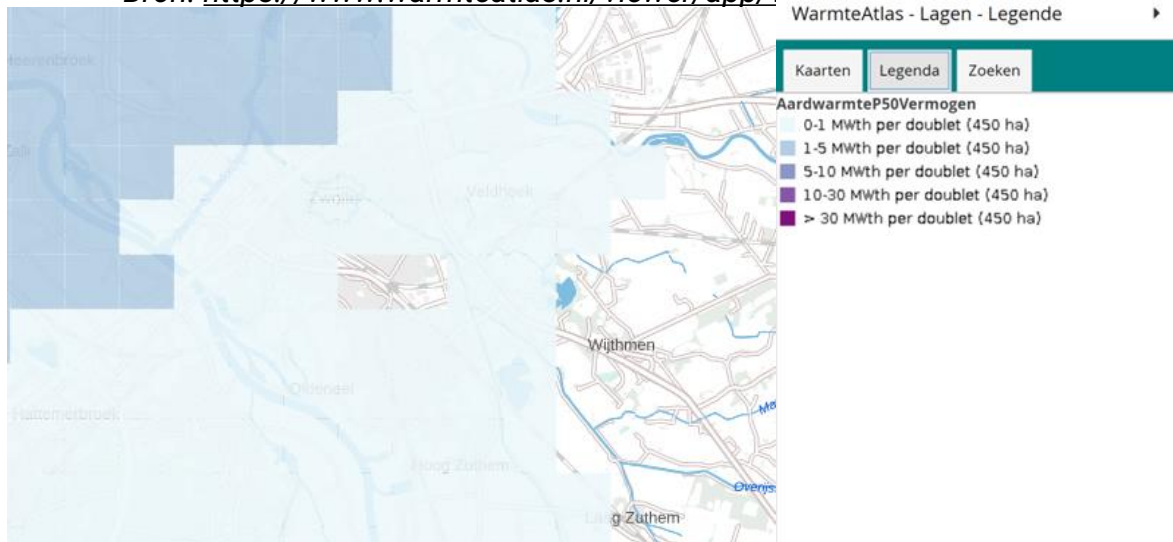 WarmteAtlas - Lagen - Legende
Kaarten
Legenda
Zoeken
AardwarmteP50Vermogen
0-1 MWth per doublet (450 ha)
1-5 MWth per doublet (450 ha)
5-10 MWth per doublet (450 ha)
10-30 MWth per doublet (450 ha)
> 30 MWth per doublet (450 ha)
Zwolle
Veldhoek
Wijthmen
Oldeneel
Hattemerbroek
Hoog Zuthem
Overijs
Laag Zuthem